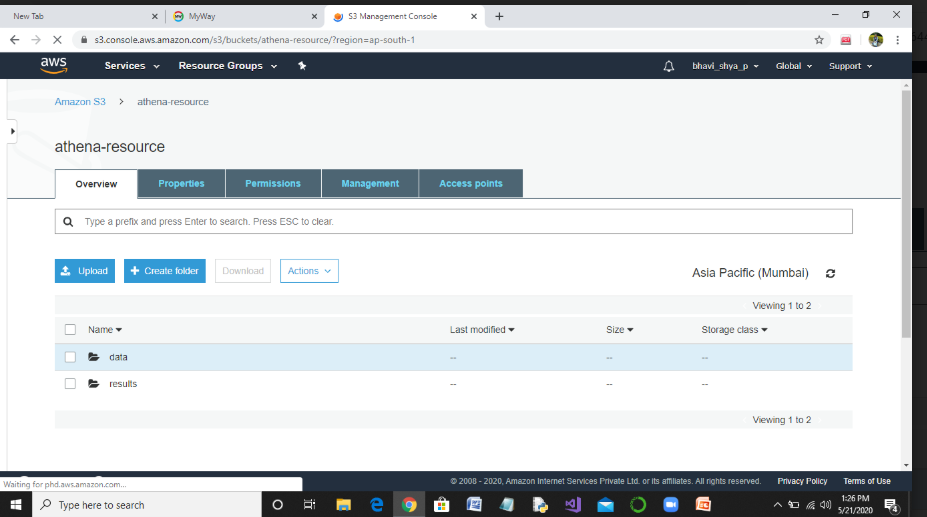 New Tab
MyWay
S3 Management Console
s3.console.aws.amazon.com/s3/buckets/athena-resource/?region=ap-south-1
aws Services Resource Groups bhavi_shya_p Global Support
Amazon S3 > athena-resource
athena-resource
Overview Properties Permissions Management Access points
Type a prefix and press Enter to search. Press ESC to clear.
Upload + Create folder Download Actions
Asia Pacific (Mumbai)
Viewing 1 to 2
Name Last modified Size Storage class
data -- -- --
results -- -- --
Viewing 1 to 2
Waiting for phd.aws.amazon.com...
© 2008 - 2020, Amazon Internet Services Private Ltd. or its affiliates. All rights reserved. Privacy Policy Terms of Use
Type here to search
1:26 PM
5/21/2020
4